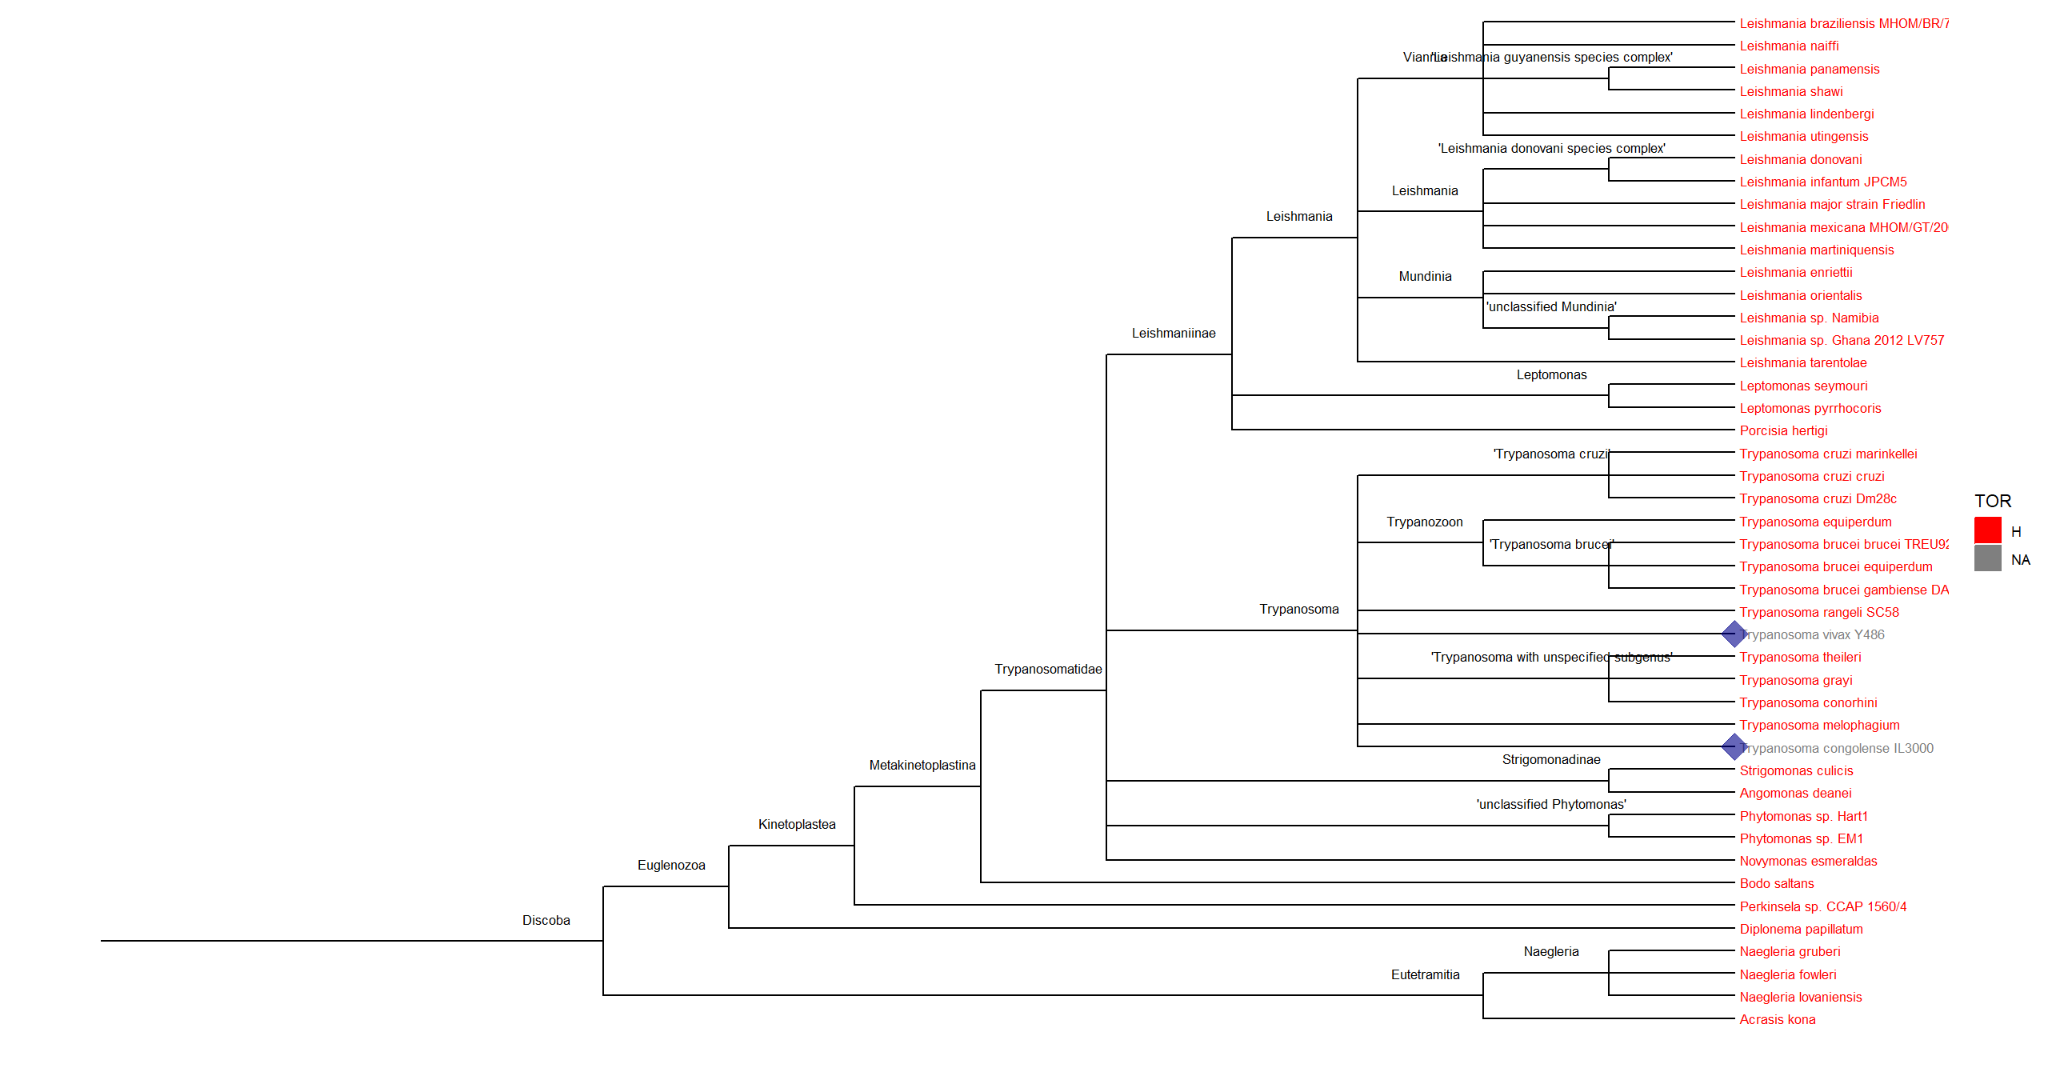 Leishmania braziliensis MHOM/BR/7
Leishmania naiffi
Viannia 'Leishmania guyanensis species complex'
Leishmania panamensis
Leishmania shawi
Leishmania lindenbergi
Leishmania utingensis
'Leishmania donovani species complex'
Leishmania donovani
Leishmania infantum JPCM5
Leishmania
Leishmania major strain Friedlin
Leishmania
Leishmania mexicana MHOM/GT/20
Leishmania martiniquensis
Mundinia
Leishmania enriettii
Leishmania orientalis
'unclassified Mundinia'
Leishmania sp. Namibia
Leishmaniinae
Leishmania sp. Ghana 2012 LV757
Leishmania tarentolae
Leptomonas
Leptomonas seymouri
Leptomonas pyrrhocoris
Porcisia hertigi
'Trypanosoma cruzi'
Trypanosoma cruzi marinkellei
Trypanosoma cruzi cruzi
Trypanosoma cruzi Dm28c
TOR
Trypanozoon
Trypanosoma equiperdum
H
'Trypanosoma brucei'
Trypanosoma brucei brucei TREU92
NA
Trypanosoma brucei equiperdum
Trypanosoma brucei gambiense DA
Trypanosoma
Trypanosoma rangeli SC58
Trypanosoma vivax Y486
'Trypanosoma with unspecified subgenus'
Trypanosoma theileri
Trypanosomatidae
Trypanosoma grayi
Trypanosoma conorhini
Trypanosoma melophagium
Trypanosoma congolense IL3000
Strigomonadinae
Metakinetoplastina
Strigomonas culicis
Angomonas deanei
'unclassified Phytomonas'
Phytomonas sp. Hart1
Kinetoplastea
Phytomonas sp. EM1
Novymonas esmeraldas
Euglenozoa
Bodo saltans
Perkinsela sp. CCAP 1560/4
Discoba
Diplonema papillatum
Naegleria
Naegleria gruberi
Eutetramitia
Naegleria fowleri
Naegleria lovaniensis
Acrasis kona